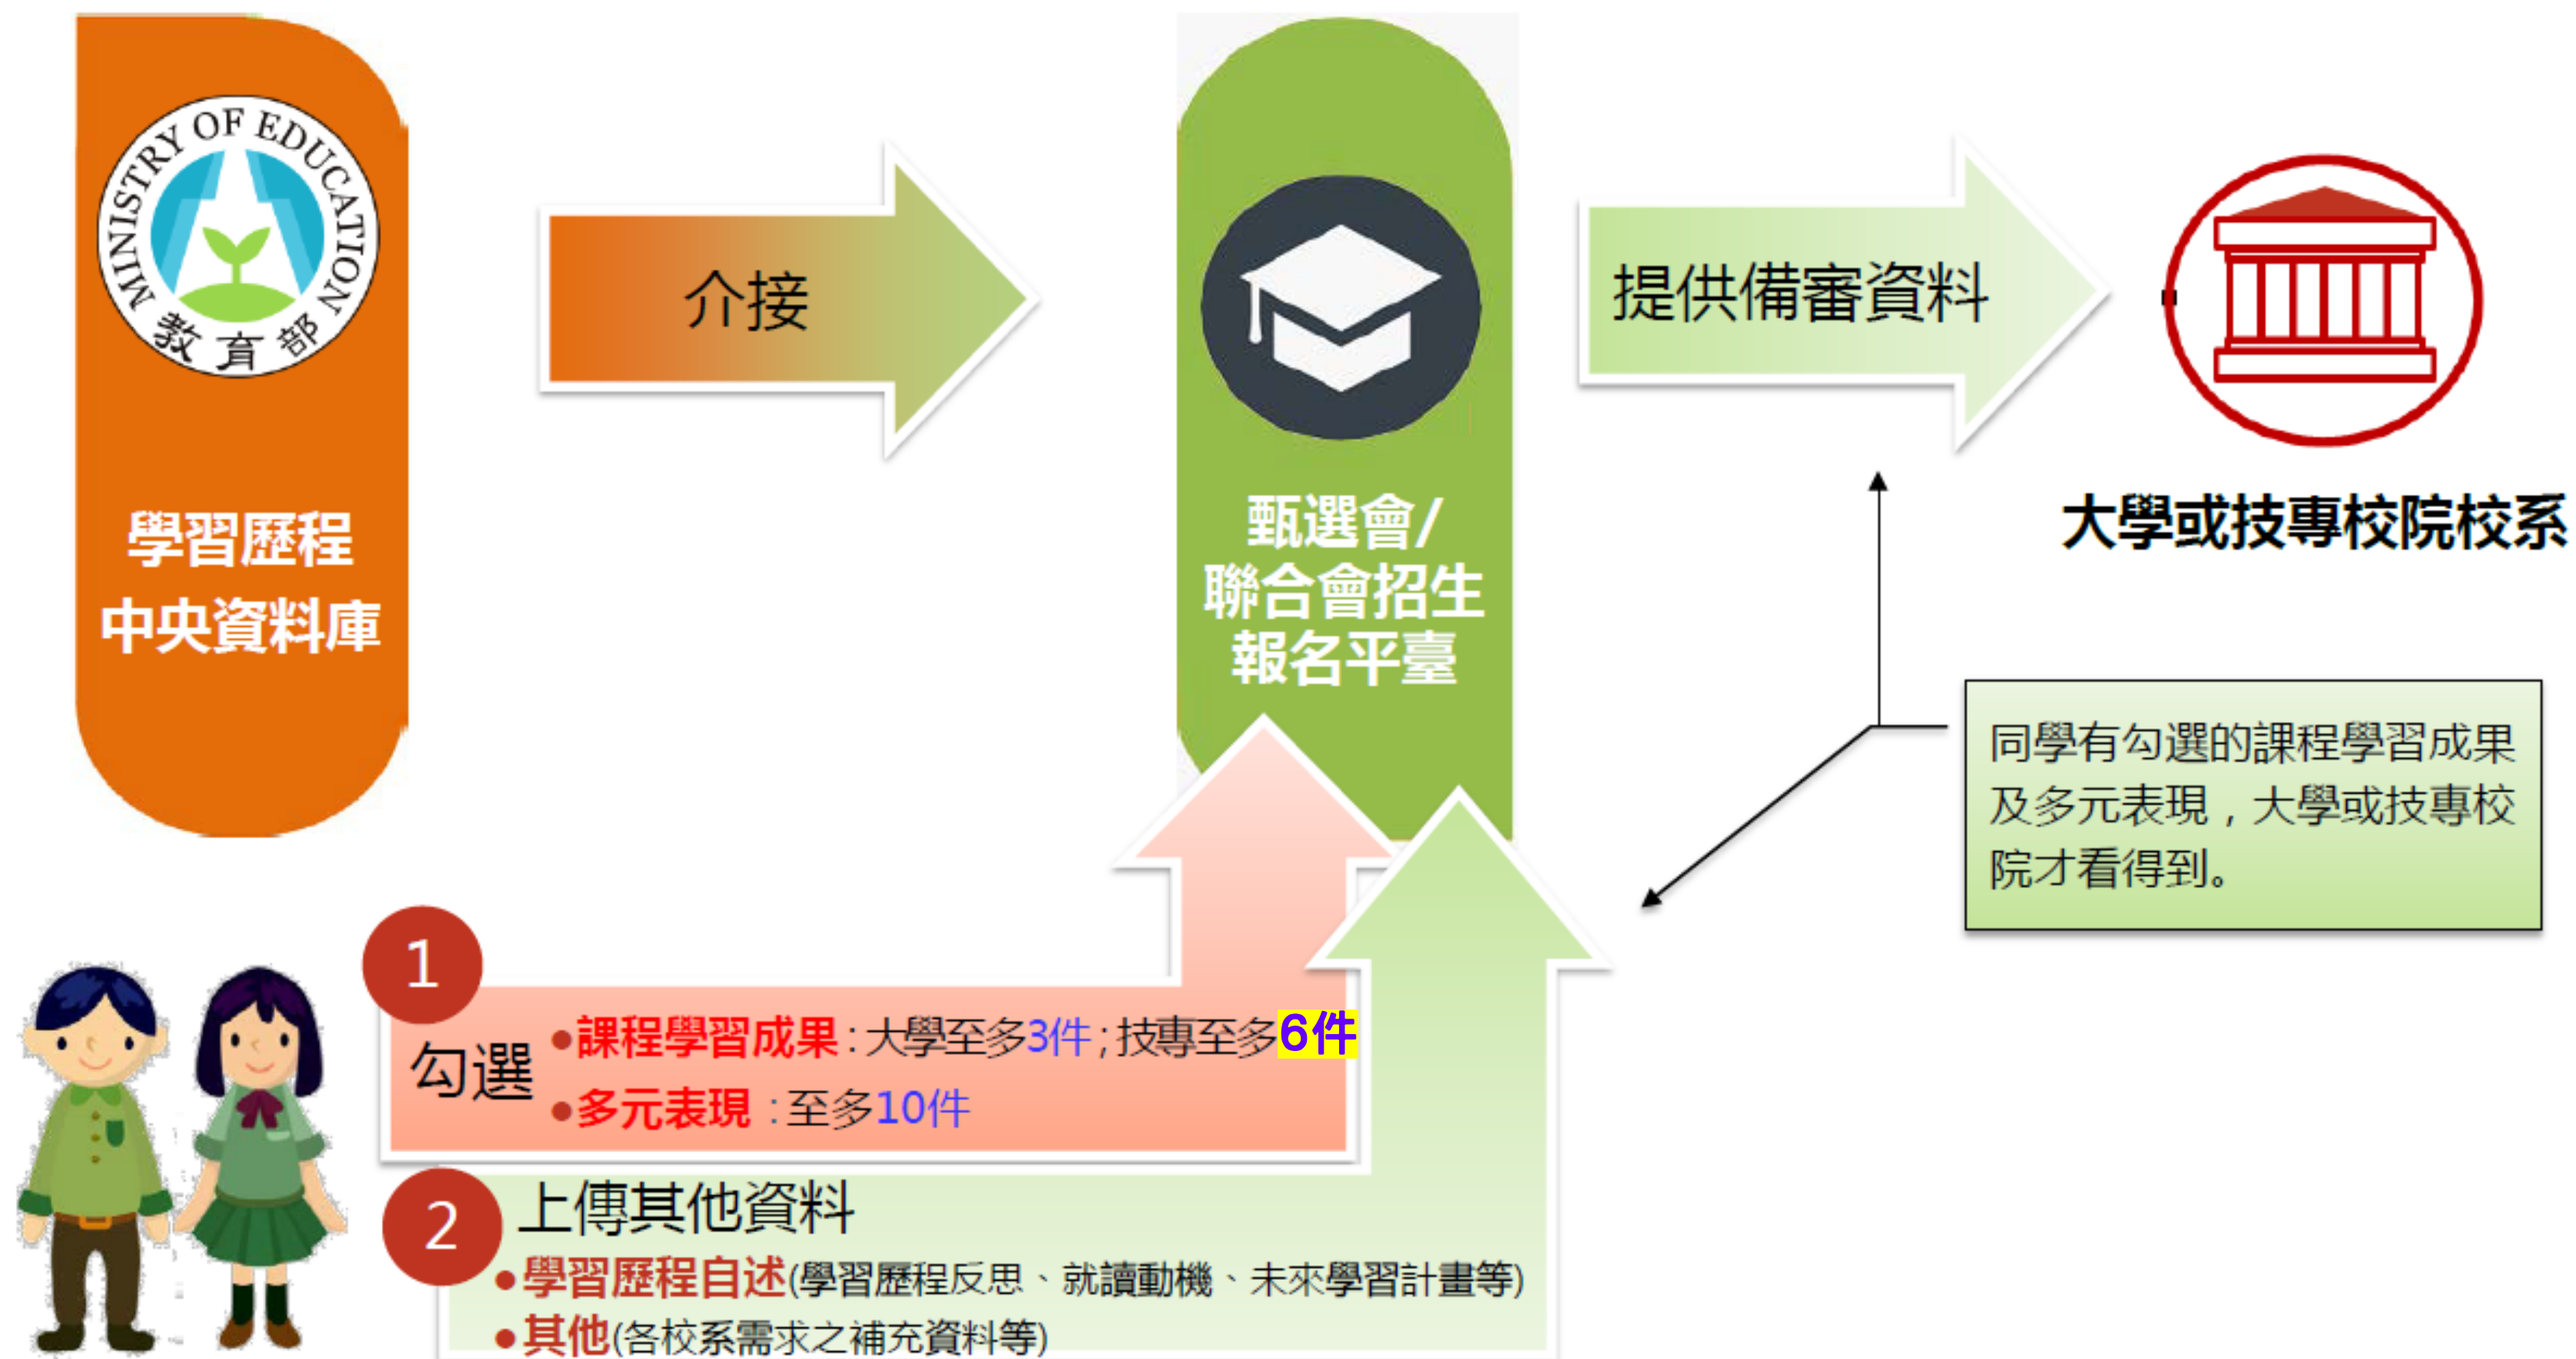 MINISTRY OF EDUCATION
教育部
學習歷程
中央資料庫
介接
甄選會/
聯合會招生
報名平臺
提供備審資料
大學或技專校院校系
同學有勾選的課程學習成果
及多元表現，大學或技專校
院才看得到。
1
勾選
●課程學習成果：大學至多3件；技專至多6件
●多元表現：至多10件
2
上傳其他資料
●學習歷程自述(學習歷程反思、就讀動機、未來學習計畫等)
●其他(各校系需求之補充資料等)